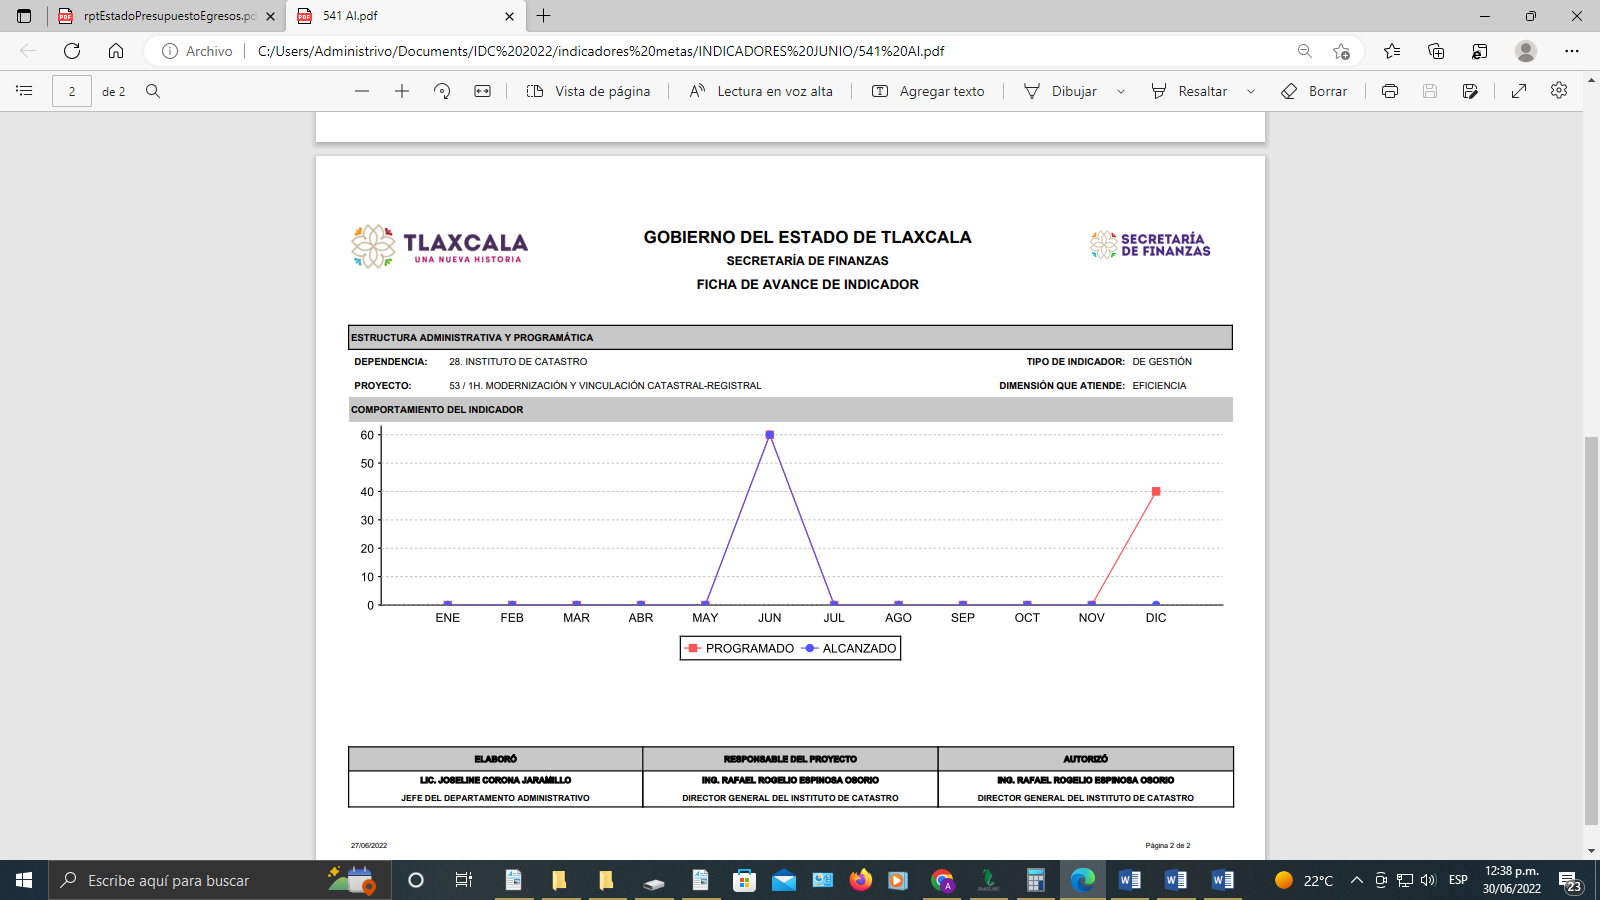 rptEstadoPresupuestoEgresos.pd
541 AI.pdf
Archivo
C:/Users/Administrivo/Documents/IDC%202022/indicadores%20metas/INDICADORES%20JUNIO/541%20AI.pdf
2 de 2
Vista de página
Lectura en voz alta
Agregar texto
Dibujar
Resaltar
Borrar
TLAXCALA
UNA NUEVA HISTORIA
GOBIERNO DEL ESTADO DE TLAXCALA
SECRETARÍA DE FINANZAS
FICHA DE AVANCE DE INDICADOR
SECRETARÍA
DE FINANZAS
ESTRUCTURA ADMINISTRATIVA Y PROGRAMÁTICA
DEPENDENCIA: 28. INSTITUTO DE CATASTRO TIPO DE INDICADOR: DE GESTIÓN
PROYECTO: 53 / 1H. MODERNIZACIÓN Y VINCULACIÓN CATASTRAL-REGISTRAL DIMENSIÓN QUE ATIENDE: EFICIENCIA
COMPORTAMIENTO DEL INDICADOR
60
50
40
30
20
10
0
ENE FEB MAR ABR MAY JUN JUL AGO SEP OCT NOV DIC
PROGRAMADO ALCANZADO
ELABORÓ RESPONSABLE DEL PROYECTO AUTORIZÓ
LIC. JOSELINE CORONA JARAMILLO ING. RAFAEL ROGELIO ESPINOSA OSORIO ING. RAFAEL ROGELIO ESPINOSA OSORIO
JEFE DEL DEPARTAMENTO ADMINISTRATIVO DIRECTOR GENERAL DEL INSTITUTO DE CATASTRO DIRECTOR GENERAL DEL INSTITUTO DE CATASTRO
27/06/2022 Página 2 de 2
Escribe aquí para buscar
22°C
ESP
12:38 p.m.
30/06/2022
23